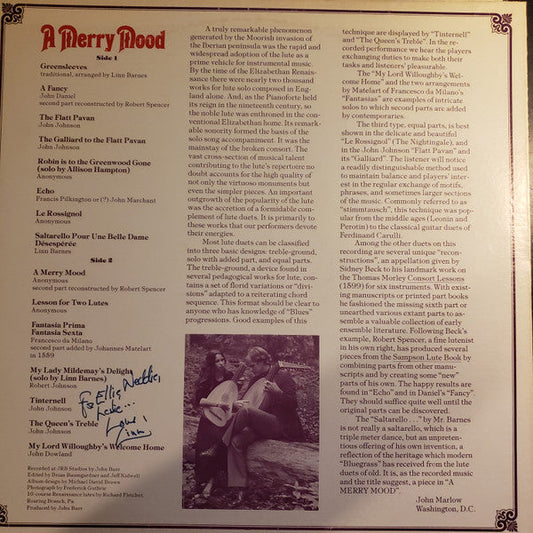 A Merry Mood
Side 1
Greensleeves
traditional, arranged by Linn Barnes
A Fancy
John Daniel
second part reconstructed by Robert Spencer
The Flatt Pavan
John Johnson
The Galliard to the Flatt Pavan
John Johnson
Robin is to the Greenwood Gone
(solo by Allison Hampton)
Anonymous
Echo
Francis Pilkington or (?) John Marchant
Le Rossignol
Anonymous
Saltarello Pour Une Belle Dame
Désespérée
Linn Barnes
Side 2
A Merry Mood
Anonymous
second part reconstructed by Robert Spencer
Lesson for Two Lutes
Anonymous
Fantasia Prima
Fantasia Sexta
Francesco da Milano
second part added by Johannes Matelart
in 1559
My Lady Mildemay's Delight
(solo by Linn Barnes)
Robert Johnson
Tinternell
John Johnson
The Queen's Treble
John Johnson
My Lord Willoughby's Welcome Home
John Dowland
Recorded at JRB Studios by John Burr
Edited by Brian Baumgardner and Jeff Kidwell
Album design by Michael David Brown
Photograph by Frederick Guthrie
10-course Renaissance lutes by Richard Fletcher,
Roaring Branch, Pa.
Produced by John Burr
Love!
Linn
A truly remarkable phenomenon
generated by the Moorish invasion of
the Iberian peninsula was the rapid and
widespread adoption of the lute as a
prime vehicle for instrumental music.
By the time of the Elizabethan Renais-
sance there were nearly two thousand
works for lute solo composed in Eng-
land alone. And, as the Pianoforte held
its reign in the nineteenth century, so
the noble lute was enthroned in the con-
ventional Elizabethan home. Its remark-
able sonority formed the basis of the
solo song accompaniment. It was the
mainstay of the broken consort. The
vast cross-section of musical talent
contributing to the lute's repertoire no
doubt accounts for the high quality of
not only the virtuoso monuments but
even the simpler pieces. An important
outgrowth of the popularity of the lute
was the accretion of a formidable com-
plement of lute duets. It is primarily to
these works that our performers devote
their energies.
Most lute duets can be classified
into three basic designs: treble-ground,
solo with added part, and equal parts.
The treble-ground, a device found in
several pedagogical works for lute, con-
tains a set of florid variations or "divi-
sions" adapted to a reiterating chord
sequence. This format should be clear to
anyone who has knowledge of "Blues"
progressions. Good examples of this
technique are displayed by "Tinternell"
and "The Queen's Treble". In the re-
corded performance we hear the players
exchanging duties to make both their
tasks and listeners' pleasurable.
The "My Lord Willoughby's Wel-
come Home" and the two arrangements
by Matelart of Francesco da Milano's
"Fantasias" are examples of intricate
solos to which second parts are added
by contemporaries.
The third type, equal parts, is best
shown in the delicate and beautiful
"Le Rossignol" (The Nightingale), and
in the John Johnson "Flatt Pavan" and
its "Galliard". The listener will notice
a readily distinguishable method used
to maintain balance and players' inter-
est in the regular exchange of motifs,
phrases, and sometimes larger sections
of the music. Commonly referred to as
"stimmtausch", this technique was popu-
lar from the middle ages (Leonin and
Perotin) to the classical guitar duets of
Ferdinand Carulli.
Among the other duets on this
recording are several unique "recon-
structions", an appellation given by
Sidney Beck to his landmark work on
the Thomas Morley Consort Lessons
(1599) for six instruments. With exist-
ing manuscripts or printed part books
he fashioned the missing sixth part or
unearthed various extant parts to as-
semble a valuable collection of early
ensemble literature. Following Beck's
example, Robert Spencer, a fine lutenist
in his own right, has produced several
pieces from the Sampson Lute Book by
combining parts from other manu-
scripts and by creating some "new"
parts of his own. The happy results are
found in "Echo" and in Daniel's "Fancy".
They should suffice quite well until the
original parts can be discovered.
The "Saltarello . . ." by Mr. Barnes
is not really a saltarello, which is a
triple meter dance, but an unpreten-
tious offering of his own invention, a
reflection of the heritage which modern
"Bluegrass" has received from the lute
duets of old. It is, as the recorded music
and the title suggest, a piece in "A
MERRY MOOD".
John Marlow
Washington, D.C.